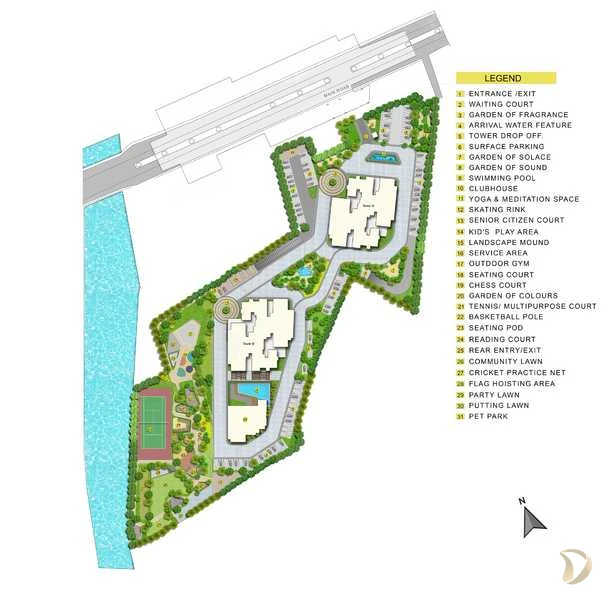 MAIN ROAD
LEGEND
1 ENTRANCE /EXIT
2 WAITING COURT
3 GARDEN OF FRAGRANCE
4 ARRIVAL WATER FEATURE
5 TOWER DROP OFF
6 SURFACE PARKING
7 GARDEN OF SOLACE
8 GARDEN OF SOUND
9 SWIMMING POOL
10 CLUBHOUSE
11 YOGA & MEDITATION SPACE
12 SKATING RINK
13 SENIOR CITIZEN COURT
14 KID'S PLAY AREA
15 LANDSCAPE MOUND
16 SERVICE AREA
17 OUTDOOR GYM
18 SEATING COURT
19 CHESS COURT
20 GARDEN OF COLOURS
21 TENNIS/ MULTIPURPOSE COURT
22 BASKETBALL POLE
23 SEATING POD
24 READING COURT
25 REAR ENTRY/EXIT
26 COMMUNITY LAWN
27 CRICKET PRACTICE NET
28 FLAG HOISTING AREA
29 PARTY LAWN
30 PUTTING LAWN
31 PET PARK
N